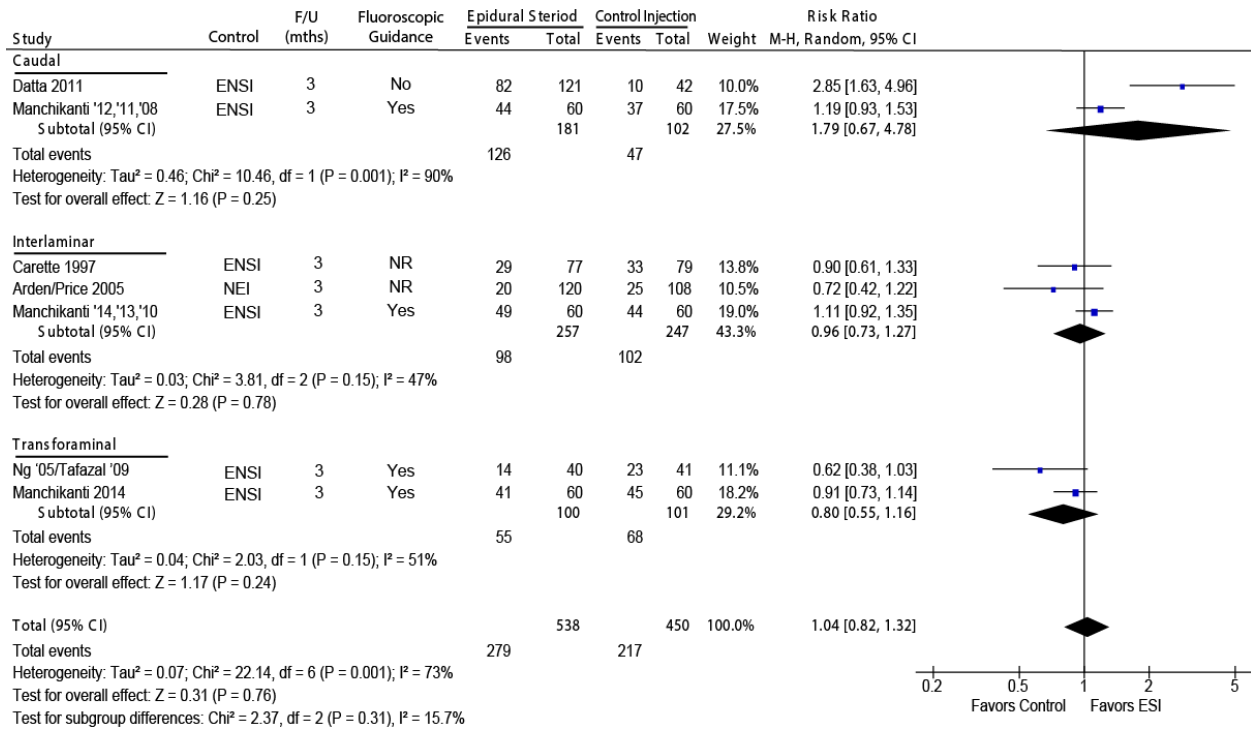 F/U Fluoroscopic Epidural Steriod Control Injection Risk Ratio
Study Control (mths) Guidance Events Total Events Total Weight M-H, Random, 95% CI
Caudal
Datta 2011 ENSI 3 No 82 121 10 42 10.0% 2.85 [1.63, 4.96]
Manchikanti '12,'11,'08 ENSI 3 Yes 44 60 37 60 17.5% 1.19 [0.93, 1.53]
Subtotal (95% CI) 181 102 27.5% 1.79 [0.67, 4.78]
Total events 126 47
Heterogeneity: Tau² = 0.46; Chi² = 10.46, df = 1 (P = 0.001); I² = 90%
Test for overall effect: Z = 1.16 (P = 0.25)
Interlaminar
Carette 1997 ENSI 3 NR 29 77 33 79 13.8% 0.90 [0.61, 1.33]
Arden/Price 2005 NEI 3 NR 20 120 25 108 10.5% 0.72 [0.42, 1.22]
Manchikanti '14,'13,'10 ENSI 3 Yes 49 60 44 60 19.0% 1.11 [0.92, 1.35]
Subtotal (95% CI) 257 247 43.3% 0.96 [0.73, 1.27]
Total events 98 102
Heterogeneity: Tau² = 0.03; Chi² = 3.81, df = 2 (P = 0.15); I² = 47%
Test for overall effect: Z = 0.28 (P = 0.78)
Transforaminal
Ng '05/Tafazal '09 ENSI 3 Yes 14 40 23 41 11.1% 0.62 [0.38, 1.03]
Manchikanti 2014 ENSI 3 Yes 41 60 45 60 18.2% 0.91 [0.73, 1.14]
Subtotal (95% CI) 100 101 29.2% 0.80 [0.55, 1.16]
Total events 55 68
Heterogeneity: Tau² = 0.04; Chi² = 2.03, df = 1 (P = 0.15); I² = 51%
Test for overall effect: Z = 1.17 (P = 0.24)
Total (95% CI) 538 450 100.0% 1.04 [0.82, 1.32]
Total events 279 217
Heterogeneity: Tau² = 0.07; Chi² = 22.14, df = 6 (P = 0.001); I² = 73%
Test for overall effect: Z = 0.31 (P = 0.76)
Test for subgroup differences: Chi² = 2.37, df = 2 (P = 0.31), I² = 15.7%
0.2 0.5 1 2 5
Favors Control Favors ESI